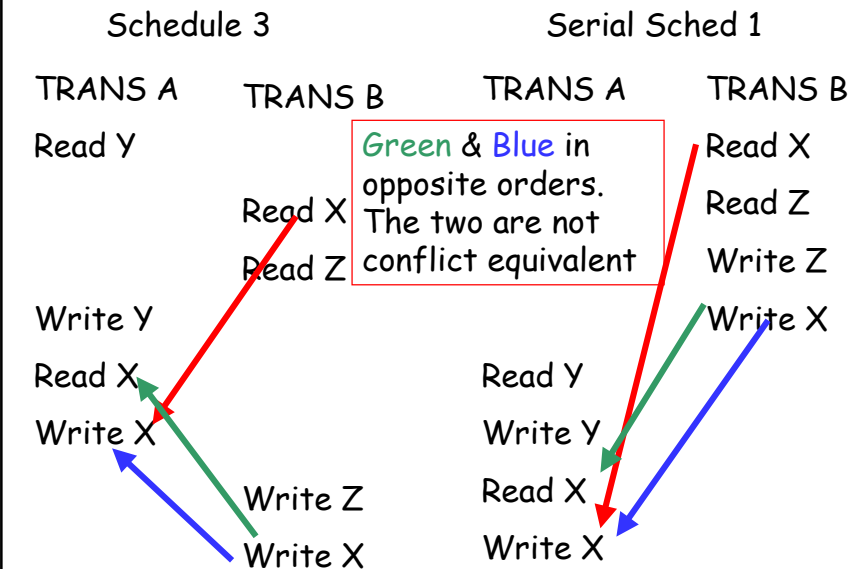 Schedule 3
TRANS A
TRANS B
Read Y
Read X
Read Z
Write Y
Read X
Write X
Write Z
Write X
Green & Blue in
opposite orders.
The two are not
conflict equivalent
Serial Sched 1
TRANS A
TRANS B
Read X
Read Z
Write Z
Write X
Read Y
Write Y
Read X
Write X